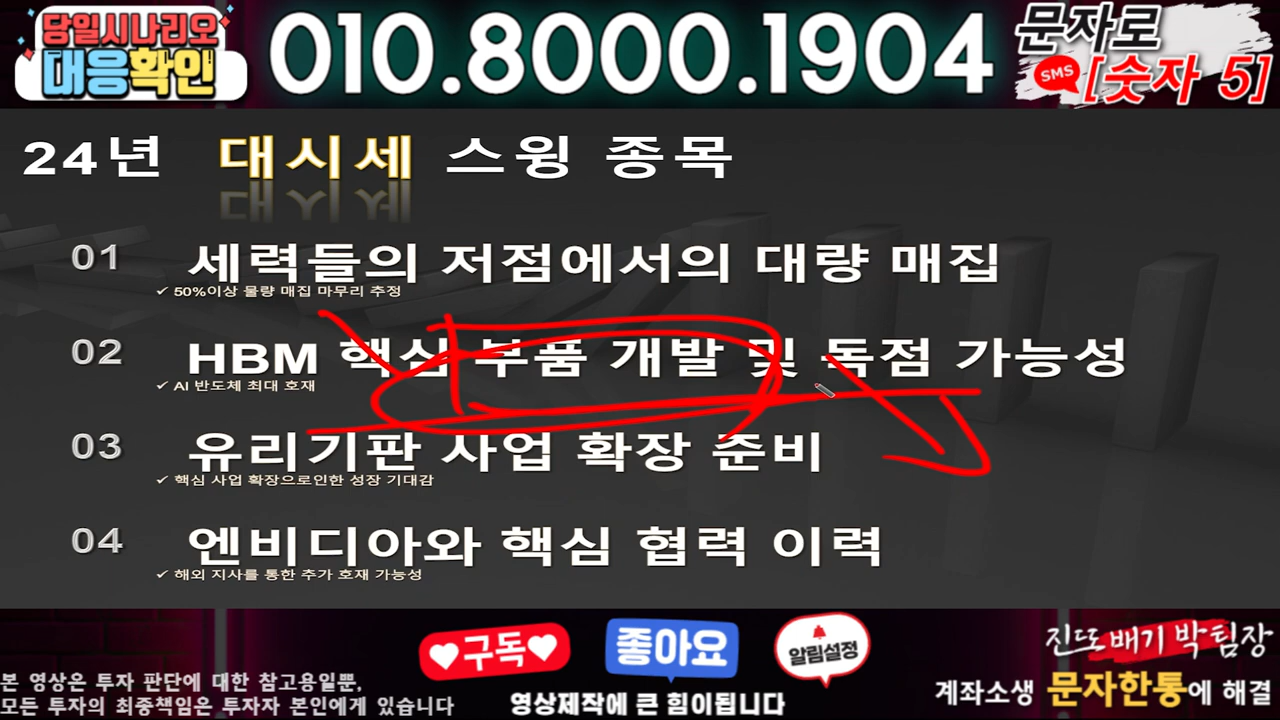 당일시나리오
대응확인
010.8000.1904
문자로
SMS [숫자 5]
24년 대시세 스윙 종목
01 세력들의 저점에서의 대량 매집
✓ 50%이상 물량 매집 마무리 추정
02 HBM 핵심 부품 개발 및 독점 가능성
✓ AI 반도체 최대 호재
03 유리기판 사업 확장 준비
✓ 핵심 사업 확장으로인한 성장 기대감
04 엔비디아와 핵심 협력 이력
✓ 해외 지사를 통한 추가 호재 가능성
구독
좋아요
알림설정
영상제작에 큰 힘이됩니다
본 영상은 투자 판단에 대한 참고용일뿐,
모든 투자의 최종책임은 투자자 본인에게 있습니다
진또배기 박팀장
계좌소생 문자한통에 해결